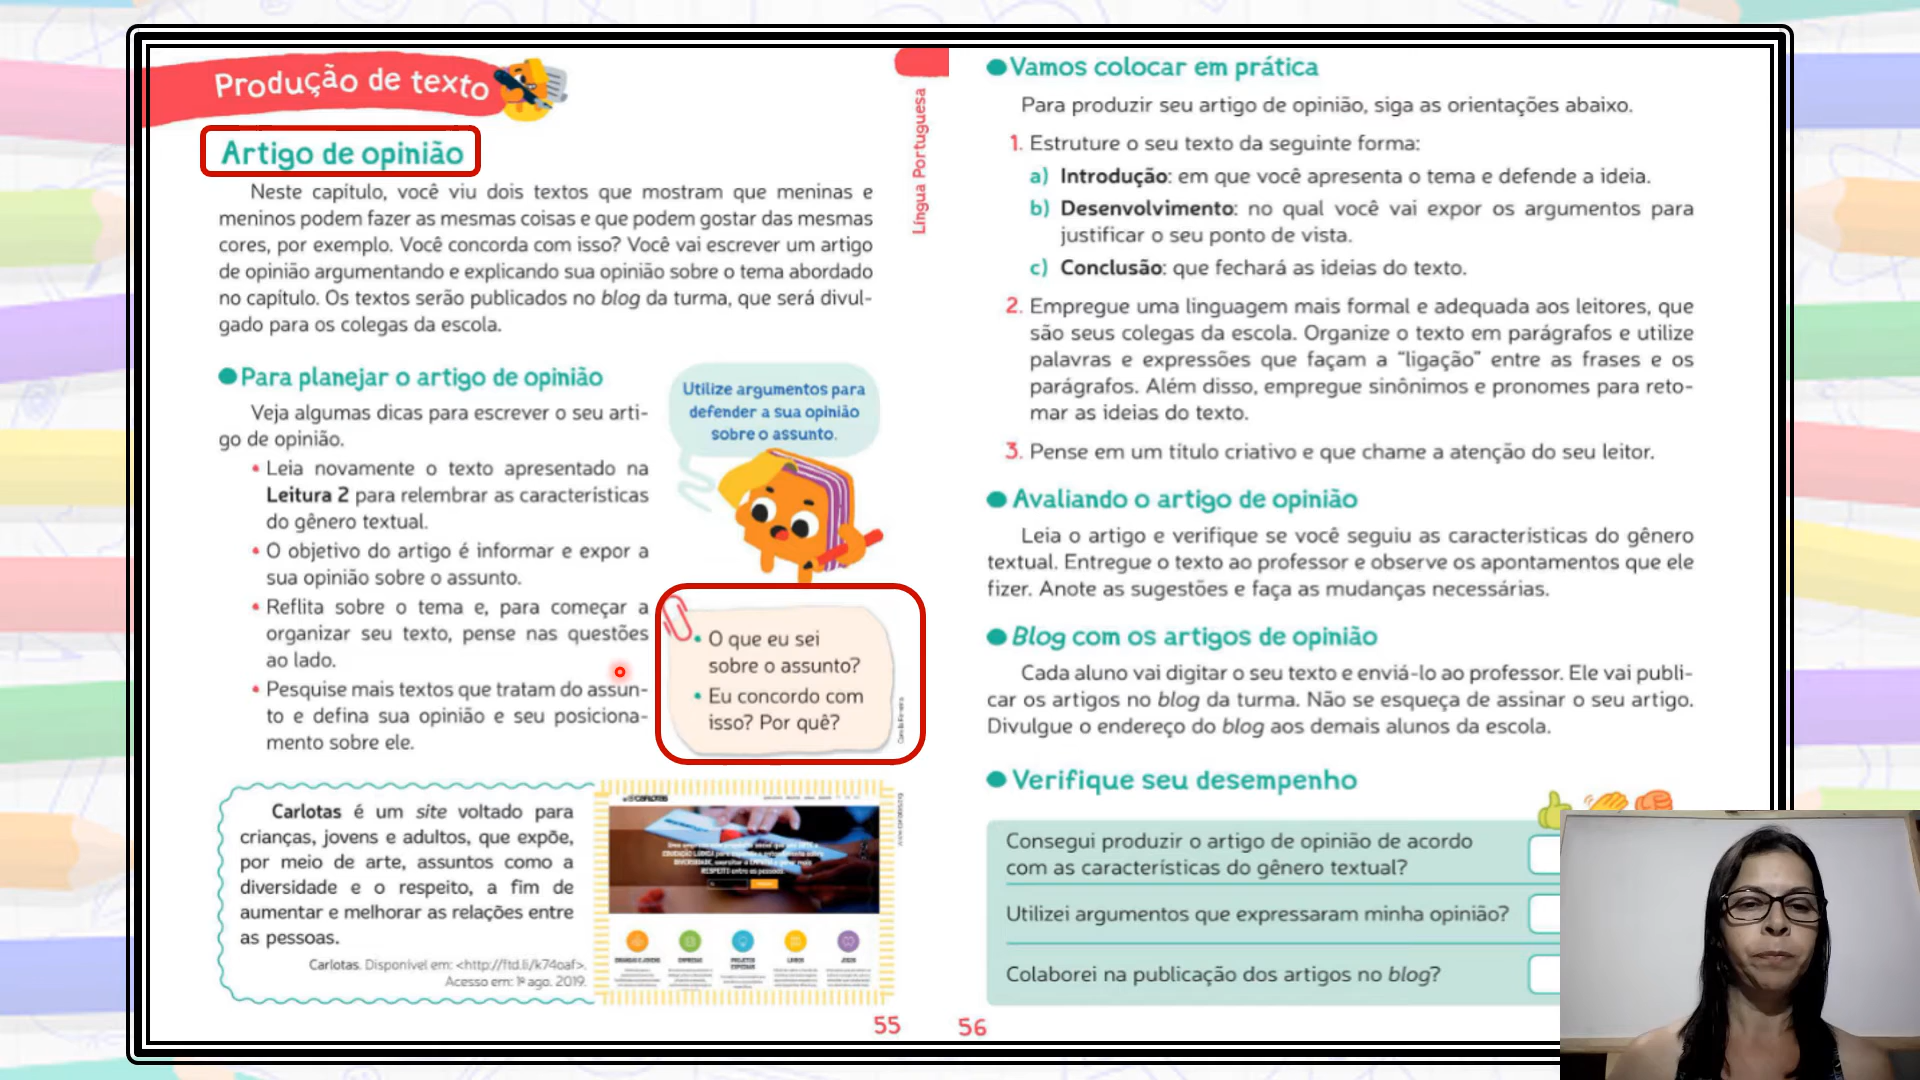 Produção de texto
Artigo de opinião
Neste capítulo, você viu dois textos que mostram que meninas e
meninos podem fazer as mesmas coisas e que podem gostar das mesmas
cores, por exemplo. Você concorda com isso? Você vai escrever um artigo
de opinião argumentando e explicando sua opinião sobre o tema abordado
no capítulo. Os textos serão publicados no blog da turma, que será divul-
gado para os colegas da escola.
Para planejar o artigo de opinião
Veja algumas dicas para escrever o seu arti-
go de opinião.
• Leia novamente o texto apresentado na
Leitura 2 para relembrar as características
do gênero textual.
• O objetivo do artigo é informar e expor a
sua opinião sobre o assunto.
• Reflita sobre o tema e, para começar a
organizar seu texto, pense nas questões
ao lado.
• Pesquise mais textos que tratam do assun-
to e defina sua opinião e seu posiciona-
mento sobre ele.
Utilize argumentos para
defender a sua opinião
sobre o assunto.
• O que eu sei
sobre o assunto?
• Eu concordo com
isso? Por quê?
Carlotas é um site voltado para
crianças, jovens e adultos, que expõe,
por meio de arte, assuntos como a
diversidade e o respeito, a fim de
aumentar e melhorar as relações entre
as pessoas.
Carlotas. Disponível em: <http://ftd.li/k74oaf>.
Acesso em: 1º ago. 2019.
CARLOTAS
55
Língua Portuguesa
Vamos colocar em prática
Para produzir seu artigo de opinião, siga as orientações abaixo.
1. Estruture o seu texto da seguinte forma:
a) Introdução: em que você apresenta o tema e defende a ideia.
b) Desenvolvimento: no qual você vai expor os argumentos para
justificar o seu ponto de vista.
c) Conclusão: que fechará as ideias do texto.
2. Empregue uma linguagem mais formal e adequada aos leitores, que
são seus colegas da escola. Organize o texto em parágrafos e utilize
palavras e expressões que façam a “ligação” entre as frases e os
parágrafos. Além disso, empregue sinônimos e pronomes para reto-
mar as ideias do texto.
3. Pense em um título criativo e que chame a atenção do seu leitor.
Avaliando o artigo de opinião
Leia o artigo e verifique se você seguiu as características do gênero
textual. Entregue o texto ao professor e observe os apontamentos que ele
fizer. Anote as sugestões e faça as mudanças necessárias.
Blog com os artigos de opinião
Cada aluno vai digitar o seu texto e enviá-lo ao professor. Ele vai publi-
car os artigos no blog da turma. Não se esqueça de assinar o seu artigo.
Divulgue o endereço do blog aos demais alunos da escola.
Verifique seu desempenho
Consegui produzir o artigo de opinião de acordo
com as características do gênero textual?
Utilizei argumentos que expressaram minha opinião?
Colaborei na publicação dos artigos no blog?
56